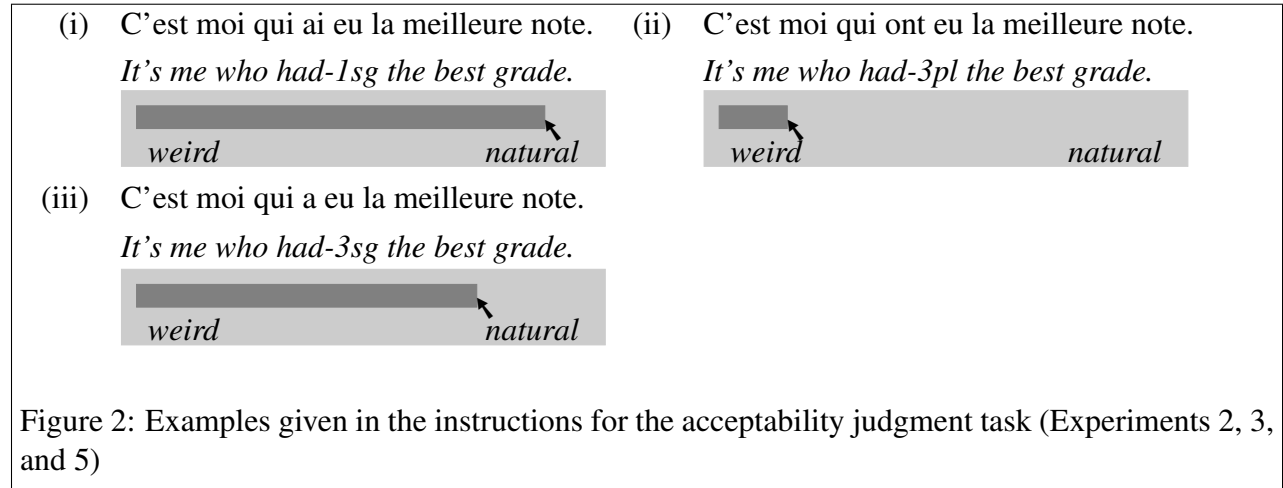 (i) C'est moi qui ai eu la meilleure note. (ii) C'est moi qui ont eu la meilleure note.
It's me who had-1sg the best grade. It's me who had-3pl the best grade.
weird natural weird natural
(iii) C'est moi qui a eu la meilleure note.
It's me who had-3sg the best grade.
weird natural
Figure 2: Examples given in the instructions for the acceptability judgment task (Experiments 2, 3,
and 5)